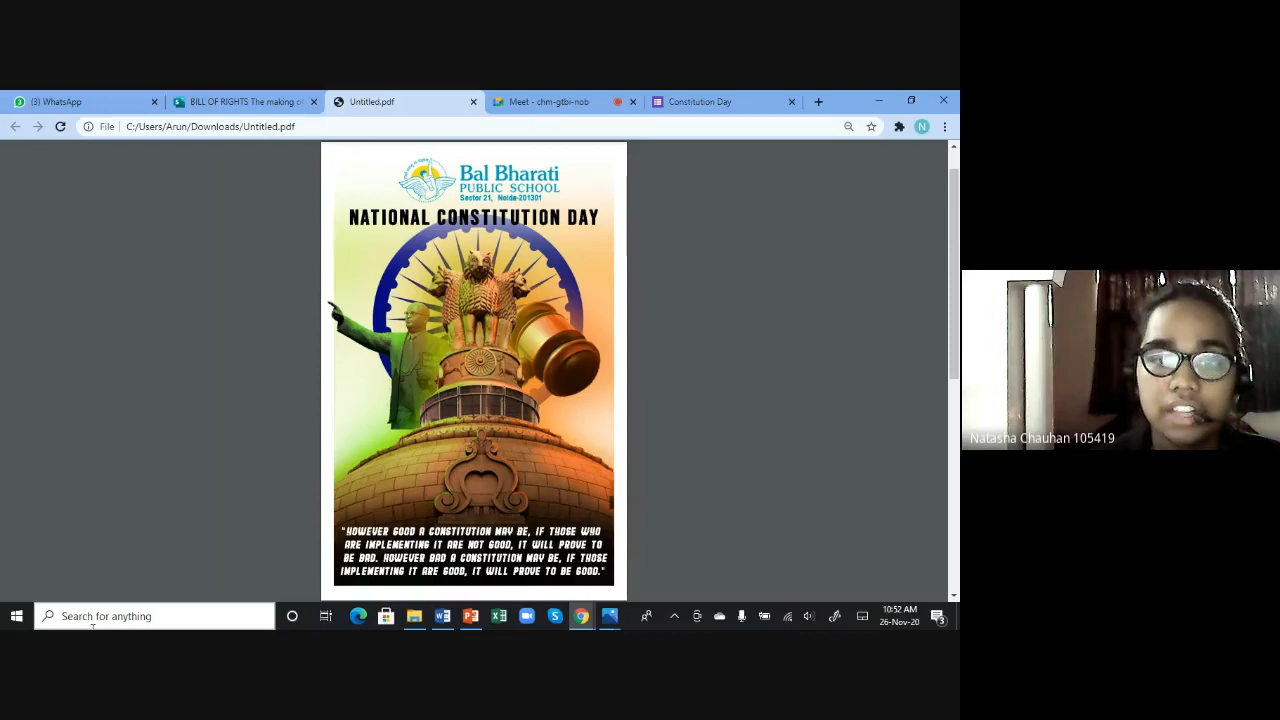 (3) WhatsApp
BILL OF RIGHTS The making of
Untitled.pdf
Meet - chm-gtbi-nob
Constitution Day
File C:/Users/Arun/Downloads/Untitled.pdf
N
Bal Bharati
PUBLIC SCHOOL
Sector 21, Noida-201301
NATIONAL CONSTITUTION DAY
"HOWEVER GOOD A CONSTITUTION MAY BE, IF THOSE WHO
ARE IMPLEMENTING IT ARE NOT GOOD, IT WILL PROVE TO
BE BAD. HOWEVER BAD A CONSTITUTION MAY BE, IF THOSE
IMPLEMENTING IT ARE GOOD, IT WILL PROVE TO BE GOOD."
Natasha Chauhan 105419
Search for anything
10:52 AM
26-Nov-20
3